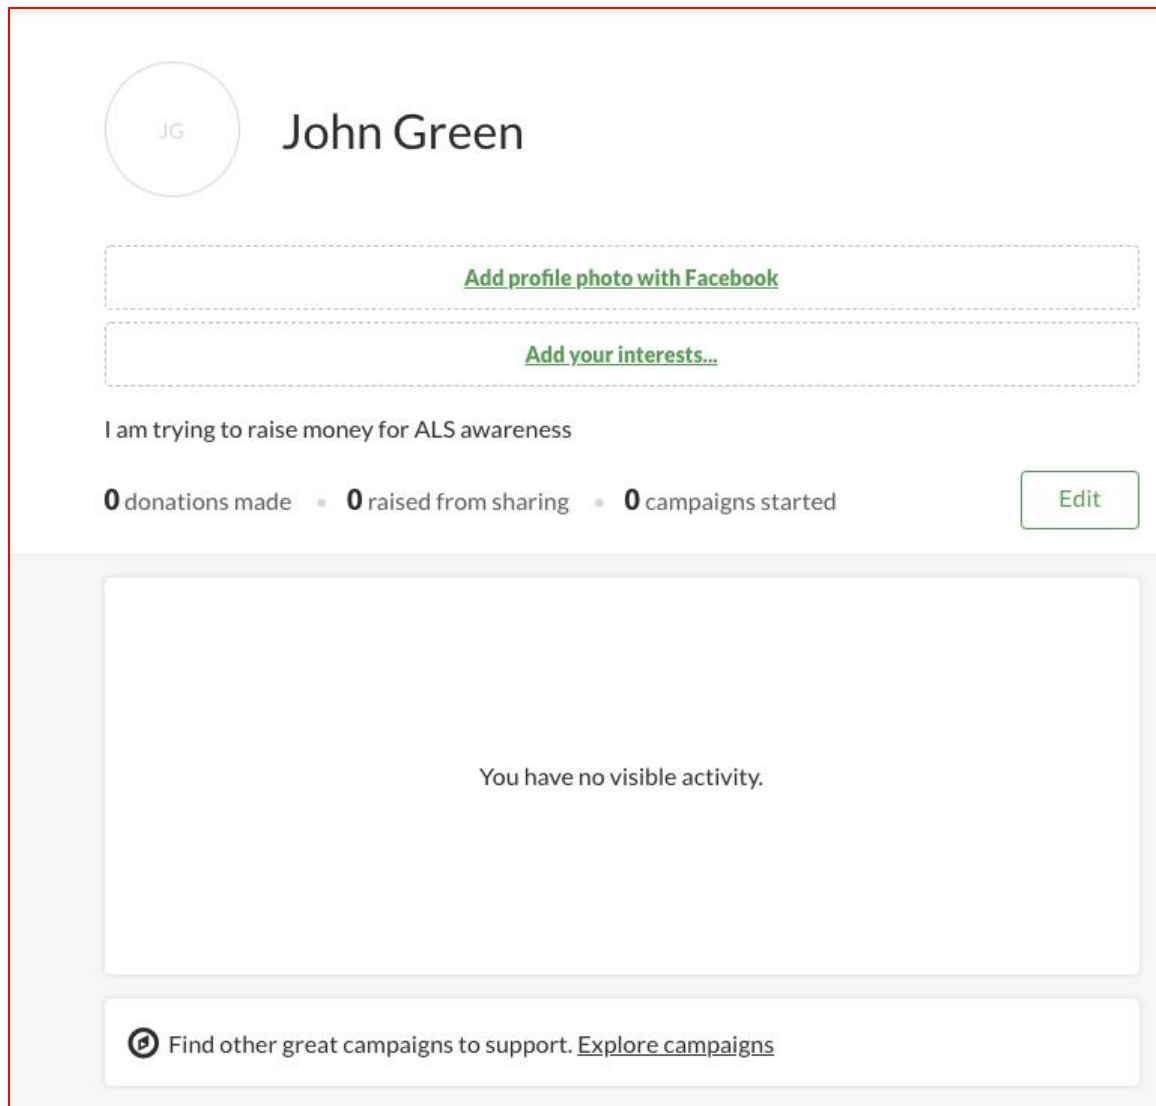 JG
John Green
Add profile photo with Facebook
Add your interests...
I am trying to raise money for ALS awareness
0 donations made • 0 raised from sharing • 0 campaigns started
Edit
You have no visible activity.
Find other great campaigns to support. Explore campaigns